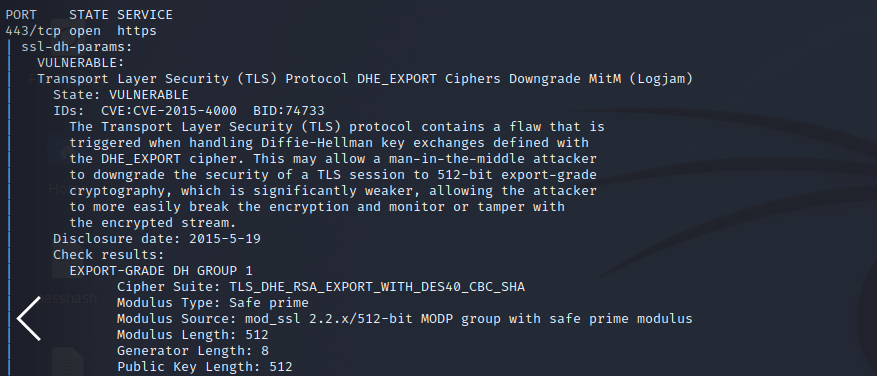 PORT    STATE SERVICE
443/tcp open  https
| ssl-dh-params:
|   VULNERABLE:
|   Transport Layer Security (TLS) Protocol DHE_EXPORT Ciphers Downgrade MitM (Logjam)
|     State: VULNERABLE
|     IDs:  CVE:CVE-2015-4000  BID:74733
|       The Transport Layer Security (TLS) protocol contains a flaw that is
|       triggered when handling Diffie-Hellman key exchanges defined with
|       the DHE_EXPORT cipher. This may allow a man-in-the-middle attacker
|       to downgrade the security of a TLS session to 512-bit export-grade
|       cryptography, which is significantly weaker, allowing the attacker
|       to more easily break the encryption and monitor or tamper with
|       the encrypted stream.
|     Disclosure date: 2015-5-19
|     Check results:
|       EXPORT-GRADE DH GROUP 1
|             Cipher Suite: TLS_DHE_RSA_EXPORT_WITH_DES40_CBC_SHA
|             Modulus Type: Safe prime
|             Modulus Source: mod_ssl 2.2.x/512-bit MODP group with safe prime modulus
|             Modulus Length: 512
|             Generator Length: 8
|             Public Key Length: 512